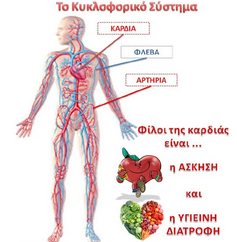 Το Κυκλοφορικό Σύστημα
ΚΑΡΔΙΑ
ΦΛΕΒΑ
ΑΡΤΗΡΙΑ
Φίλοι της καρδιάς
είναι ...
η ΑΣΚΗΣΗ
και
η ΥΓΙΕΙΝΗ
ΔΙΑΤΡΟΦΗ